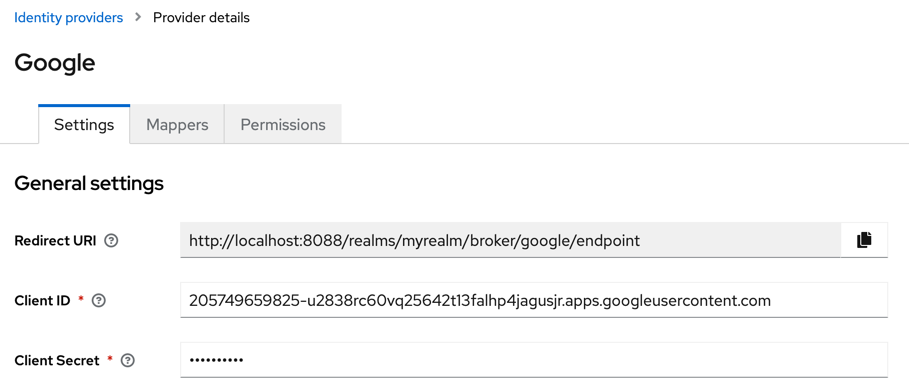 Identity providers > Provider details
Google
Settings Mappers Permissions
General settings
Redirect URI ? http://localhost:8088/realms/myrealm/broker/google/endpoint
Client ID * ? 205749659825-u2838rc60vq25642t13falhp4jagusjr.apps.googleusercontent.com
Client Secret * ? ••••••••••